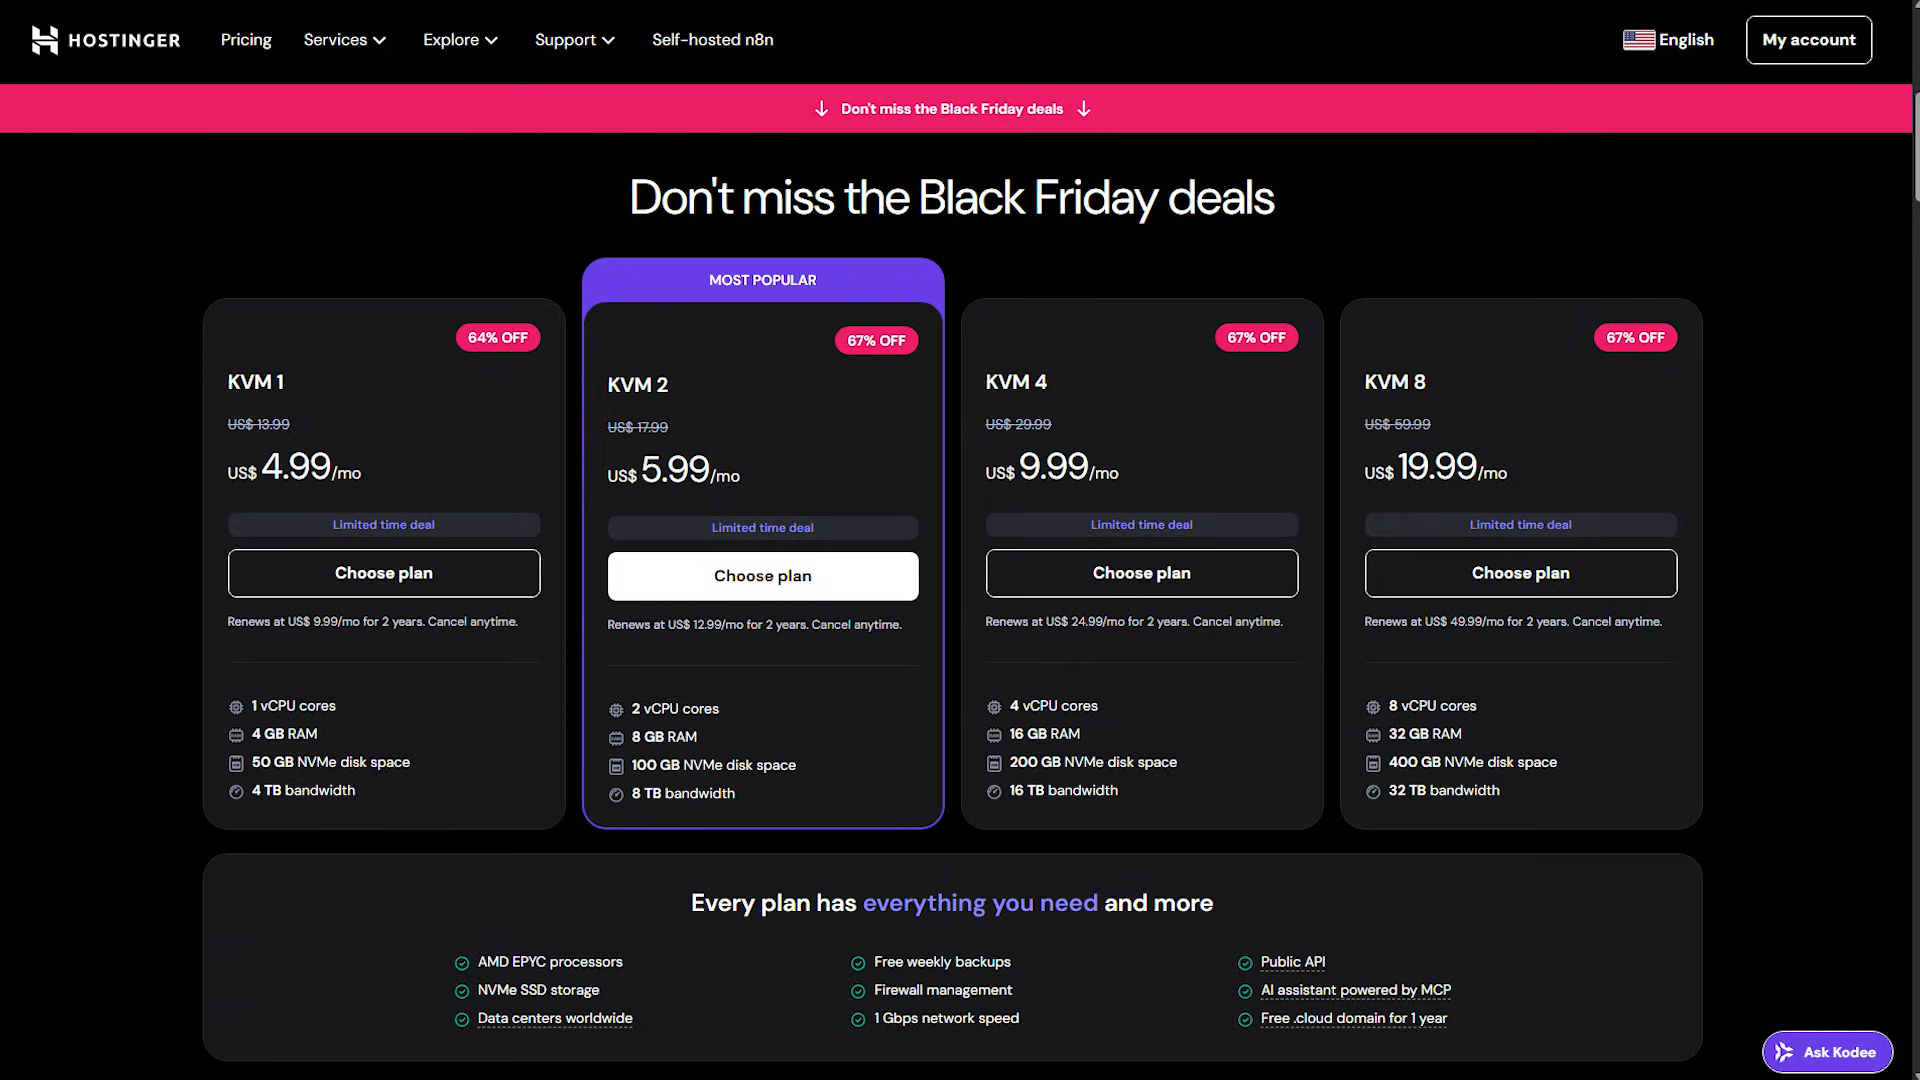 HOSTINGER
Pricing
Services
Explore
Support
Self-hosted n8n
English
My account
Don't miss the Black Friday deals
Don't miss the Black Friday deals
64% OFF
KVM 1
US$ 13.99
US$ 4.99/mo
Limited time deal
Choose plan
Renews at US$ 9.99/mo for 2 years. Cancel anytime.
1 vCPU cores
4 GB RAM
50 GB NVMe disk space
4 TB bandwidth
MOST POPULAR
67% OFF
KVM 2
US$ 17.99
US$ 5.99/mo
Limited time deal
Choose plan
Renews at US$ 12.99/mo for 2 years. Cancel anytime.
2 vCPU cores
8 GB RAM
100 GB NVMe disk space
8 TB bandwidth
67% OFF
KVM 4
US$ 29.99
US$ 9.99/mo
Limited time deal
Choose plan
Renews at US$ 24.99/mo for 2 years. Cancel anytime.
4 vCPU cores
16 GB RAM
200 GB NVMe disk space
16 TB bandwidth
67% OFF
KVM 8
US$ 59.99
US$ 19.99/mo
Limited time deal
Choose plan
Renews at US$ 49.99/mo for 2 years. Cancel anytime.
8 vCPU cores
32 GB RAM
400 GB NVMe disk space
32 TB bandwidth
Every plan has everything you need and more
AMD EPYC processors
NVMe SSD storage
Data centers worldwide
Free weekly backups
Firewall management
1 Gbps network speed
Public API
AI assistant powered by MCP
Free .cloud domain for 1 year
Ask Kodee